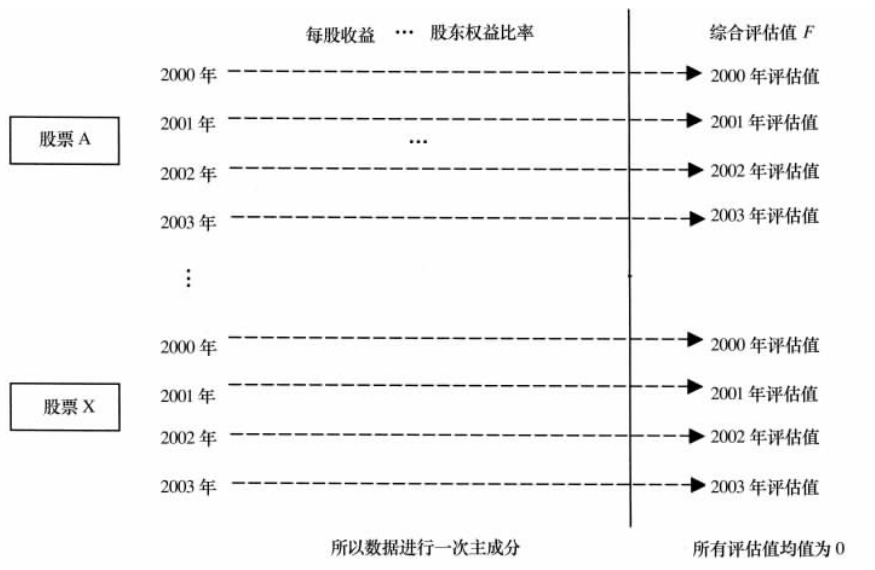 每股收益 … 股东权益比率 综合评估值 F
2000 年 2000 年评估值
股票 A
2001 年 … 2001 年评估值
2002 年 2002 年评估值
2003 年 2003 年评估值
⋮
2000 年 2000 年评估值
股票 X
2001 年 2001 年评估值
2002 年 2002 年评估值
2003 年 2003 年评估值
所以数据进行一次主成分 所有评估值均值为 0